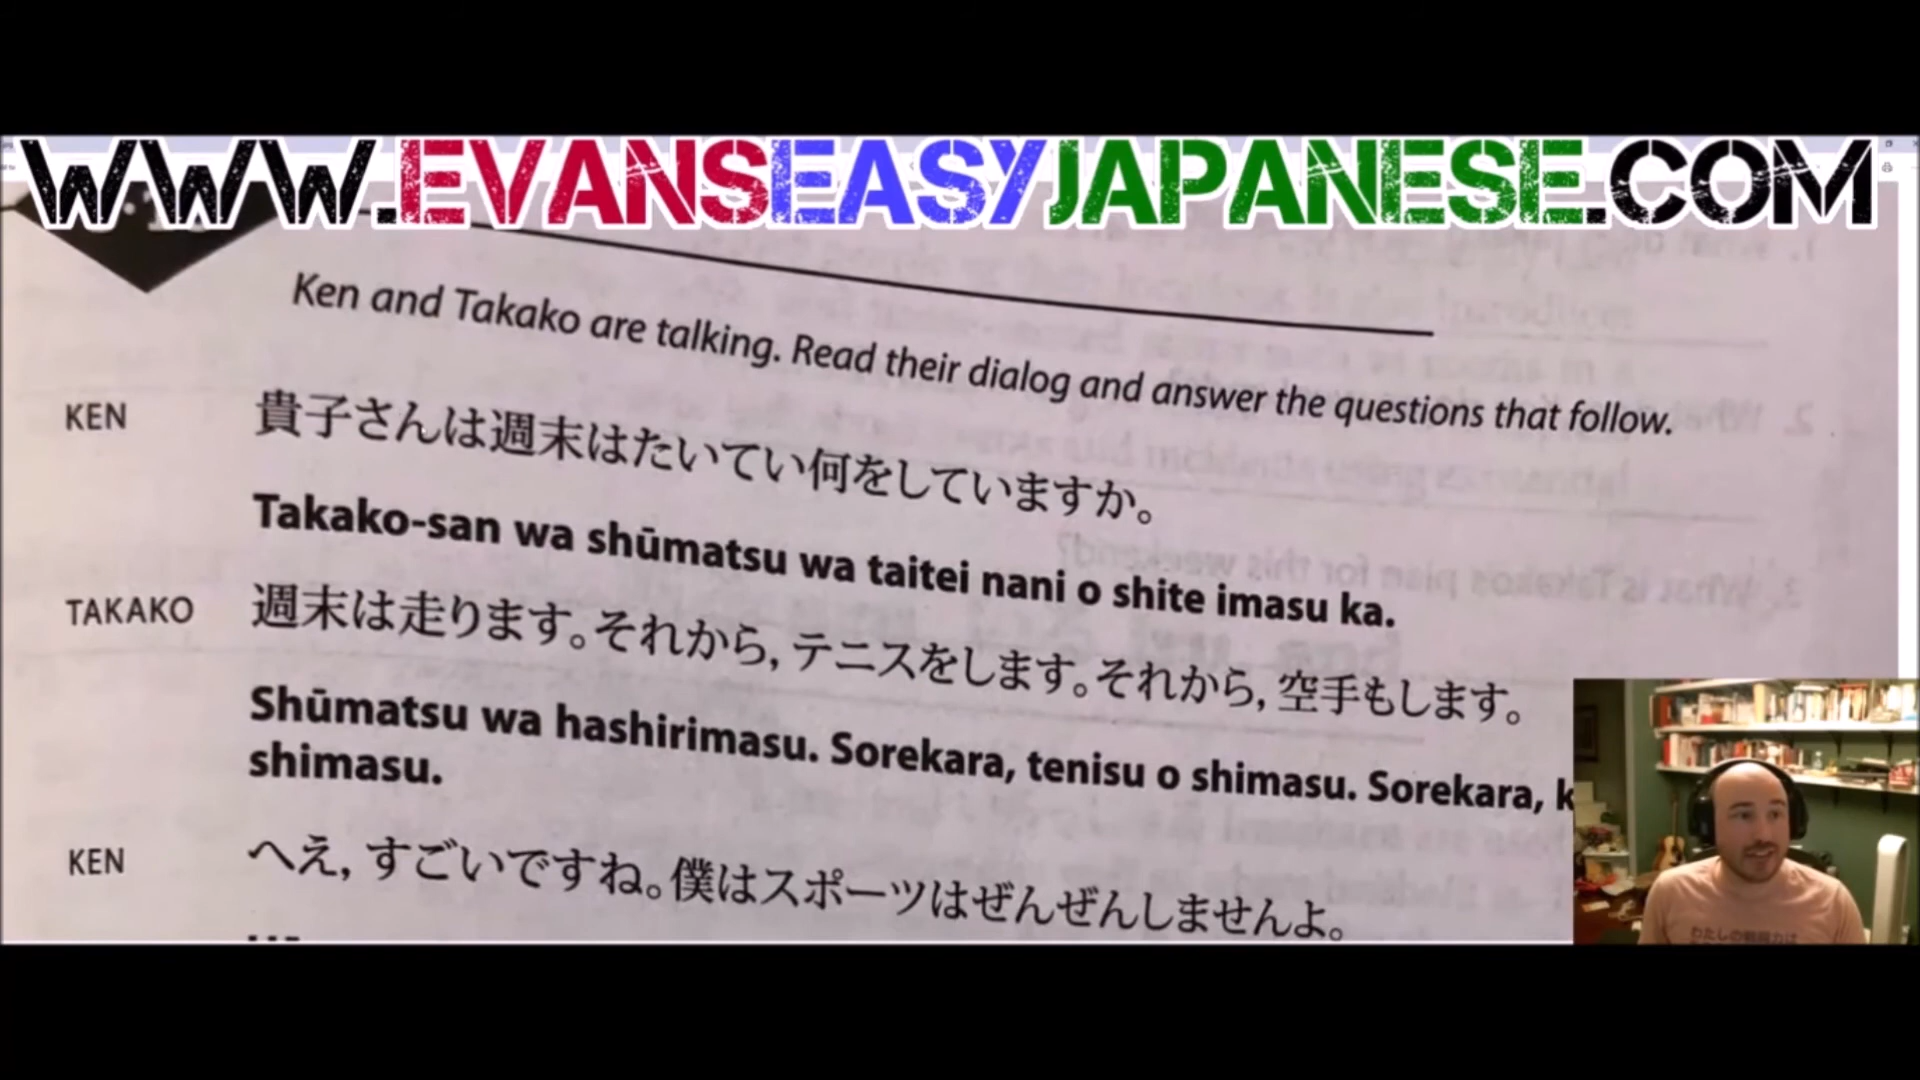 WWW.EVANSEASYJAPANESE.COM
Ken and Takako are talking. Read their dialog and answer the questions that follow.
KEN 貴子さんは週末はたいてい何をしていますか。
Takako-san wa shūmatsu wa taitei nani o shite imasu ka.
TAKAKO 週末は走ります。それから, テニスをします。それから, 空手もします。
Shūmatsu wa hashirimasu. Sorekara, tenisu o shimasu. Sorekara, k
shimasu.
KEN へえ, すごいですね。僕はスポーツはぜんぜんしませんよ。